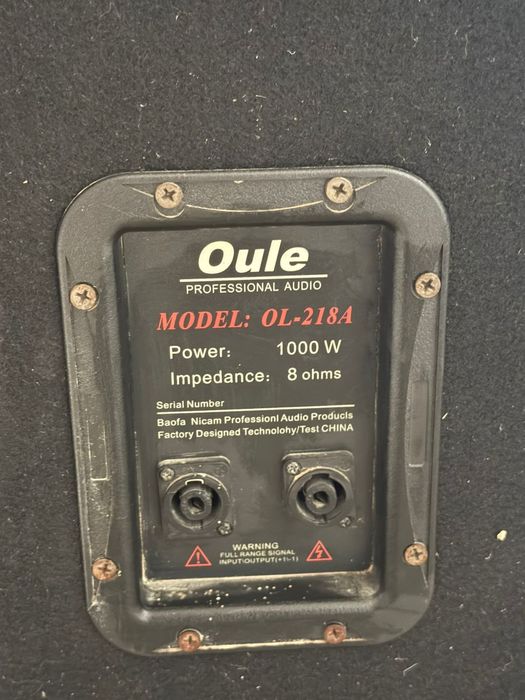 Oule
PROFESSIONAL AUDIO
MODEL: OL-218A
Power: 1000 W
Impedance: 8 ohms
Serial Number
Baofa Nicam Professionl Audio Producls
Factory Designed Technolohy/Test CHINA
WARNING
FULL RANGE SIGNAL
INPUT\OUTPUT(+1\-1)